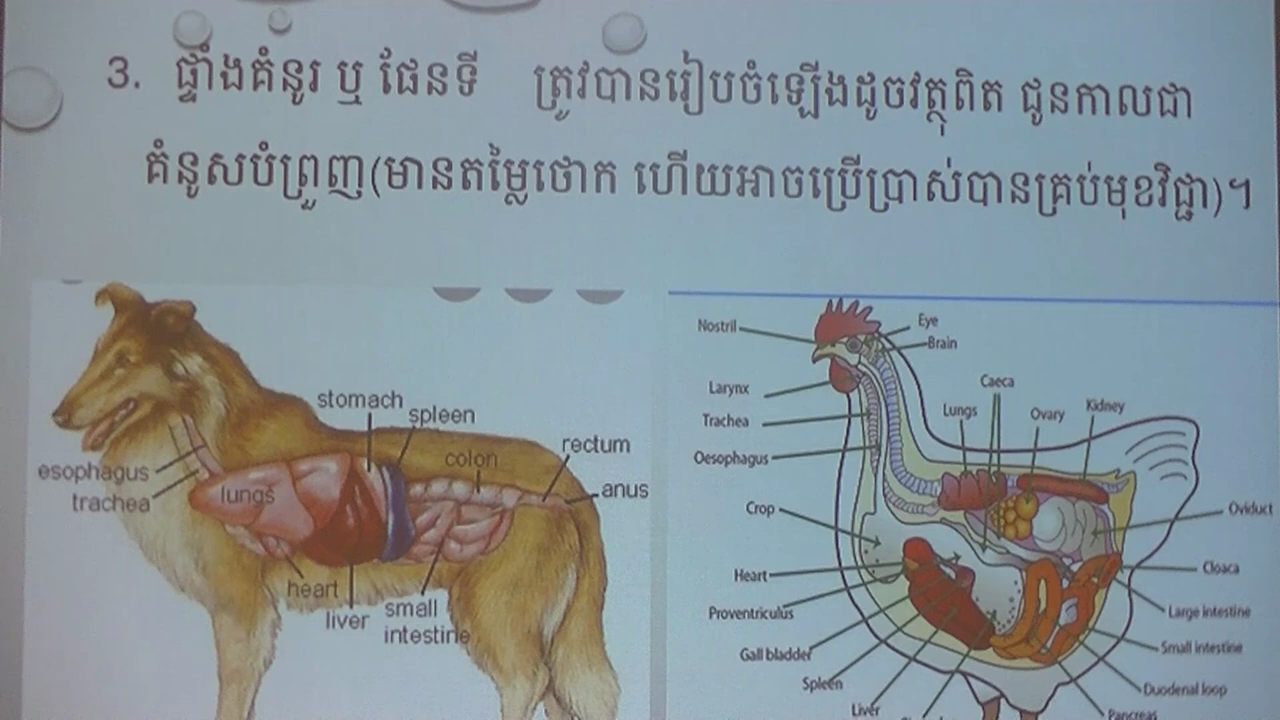 3. ផ្ទាំងគំនូរ ឬ ផែនទី ត្រូវបានរៀបចំឡើងដូចវត្ថុពិត ជូនកាលជា
គំនូសបំព្រួញ(មានតម្លៃថោក ហើយអាចប្រើប្រាស់បានគ្រប់មុខវិជ្ជា)។
stomach
spleen
colon
rectum
anus
esophagus
trachea
lungs
heart
liver
small
intestine
Nostril
Eye
Brain
Larynx
Caeca
Trachea
Lungs
Ovary
Kidney
Oesophagus
Crop
Oviduct
Heart
Cloaca
Proventriculus
Large intestine
Gall bladder
Small intestine
Spleen
Duodenal loop
Liver
Pancreas